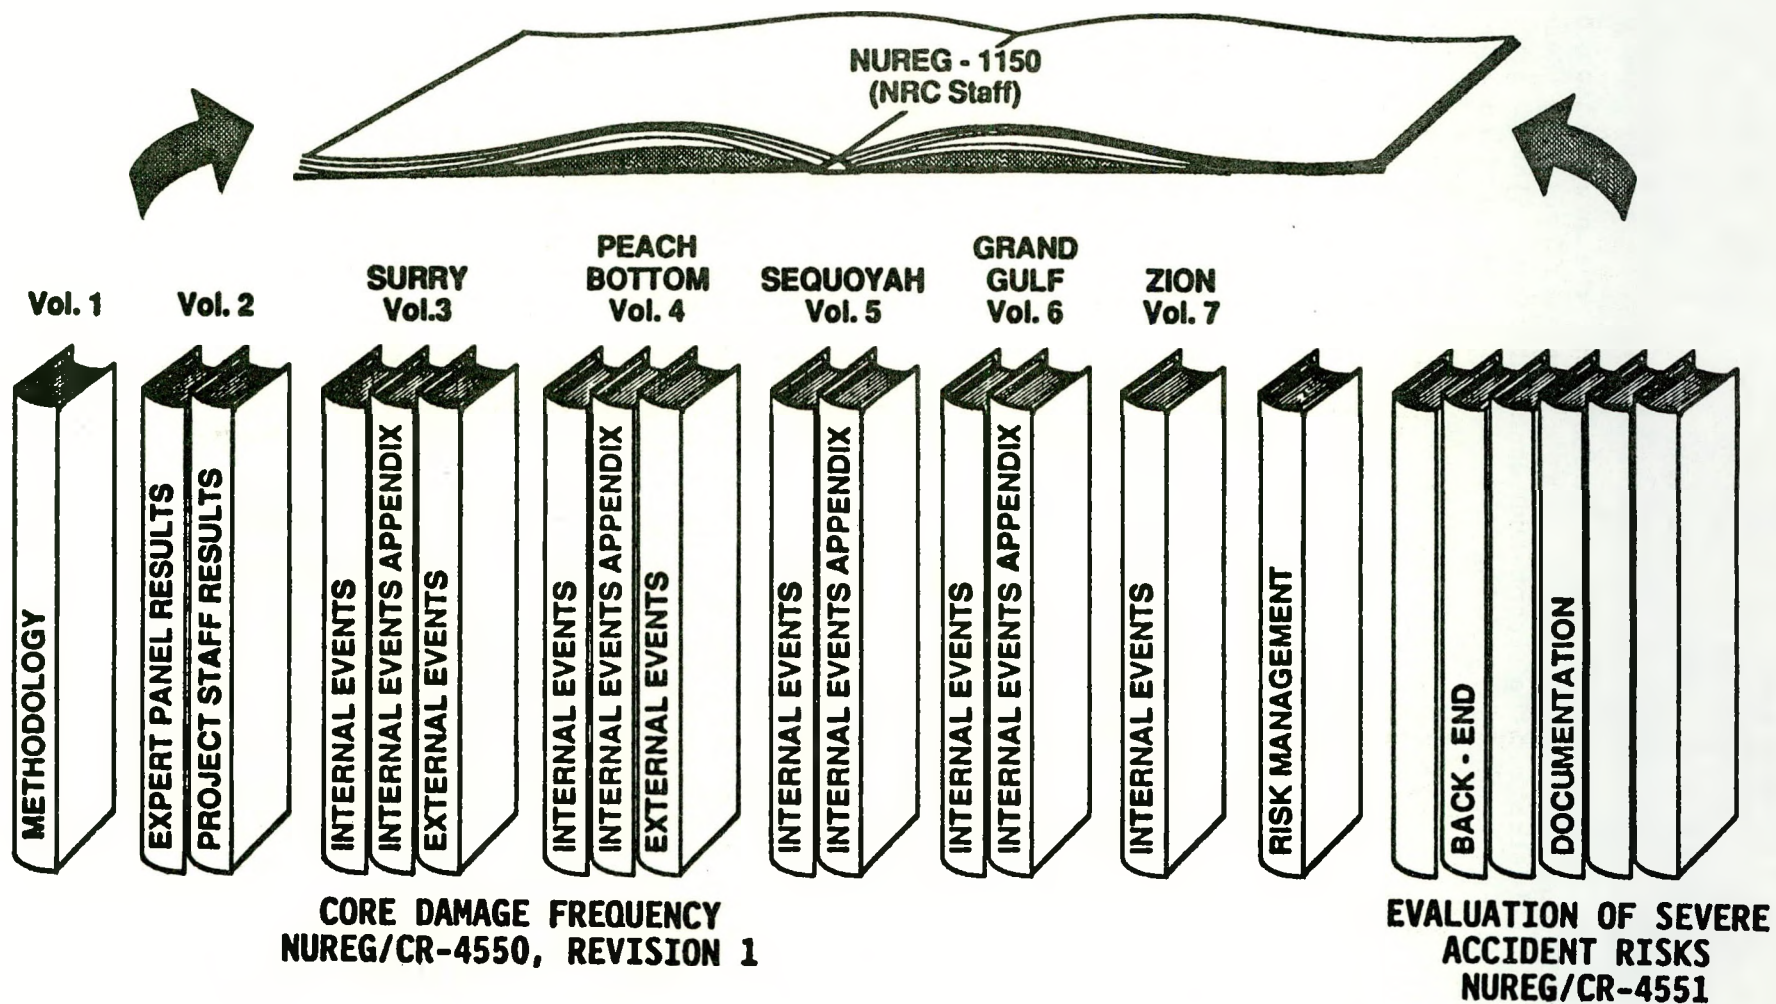 NUREG - 1150
(NRC Staff)
Vol. 1
Vol. 2
SURRY
Vol.3
PEACH
BOTTOM
Vol. 4
SEQUOYAH
Vol. 5
GRAND
GULF
Vol. 6
ZION
Vol. 7
METHODOLOGY
EXPERT PANEL RESULTS
PROJECT STAFF RESULTS
INTERNAL EVENTS
INTERNAL EVENTS APPENDIX
EXTERNAL EVENTS
INTERNAL EVENTS
INTERNAL EVENTS APPENDIX
EXTERNAL EVENTS
INTERNAL EVENTS
INTERNAL EVENTS APPENDIX
INTERNAL EVENTS
INTERNAL EVENTS APPENDIX
INTERNAL EVENTS
RISK MANAGEMENT
BACK - END
DOCUMENTATION
CORE DAMAGE FREQUENCY
NUREG/CR-4550, REVISION 1
EVALUATION OF SEVERE
ACCIDENT RISKS
NUREG/CR-4551